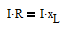 I·R = I·x_L